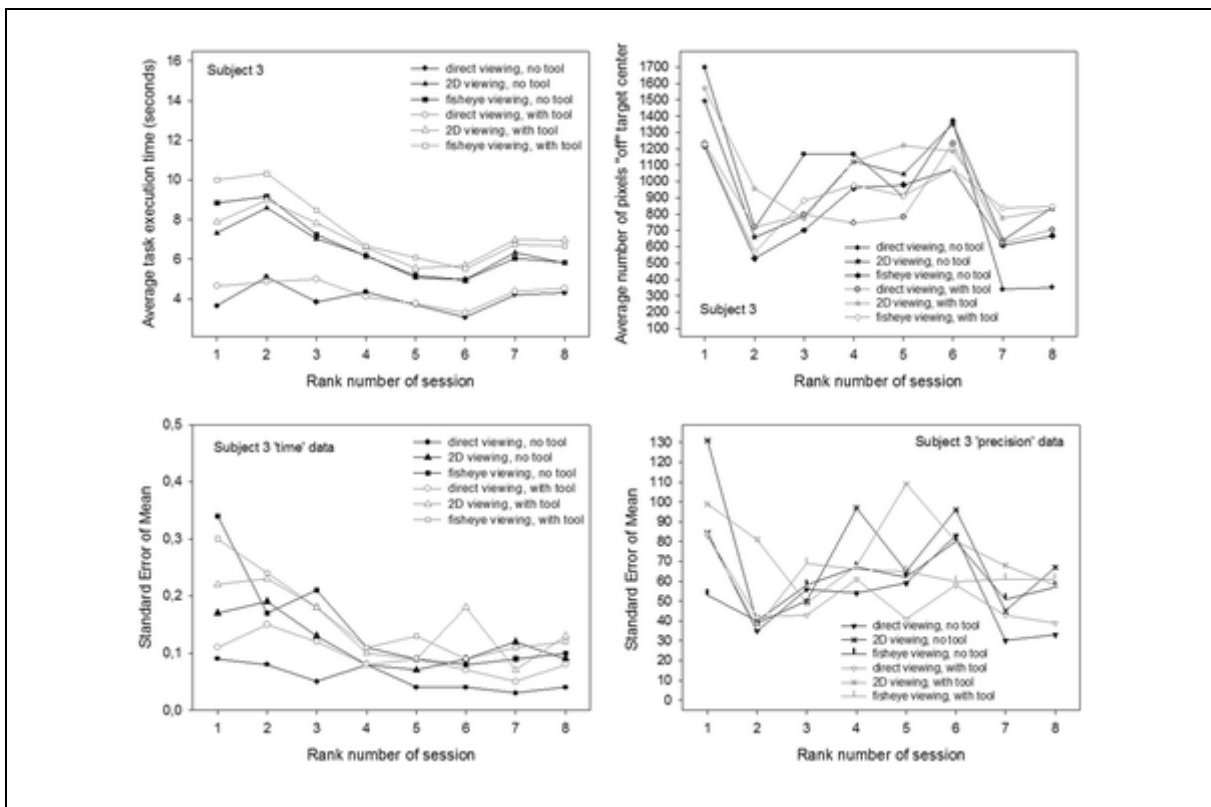 Average task execution time (seconds)
16
14
12
10
8
6
4
Subject 3
direct viewing, no tool
2D viewing, no tool
fisheye viewing, no tool
direct viewing, with tool
2D viewing, with tool
fisheye viewing, with tool
1 2 3 4 5 6 7 8
Rank number of session
Average number of pixels "off" target center
1700
1600
1500
1400
1300
1200
1100
1000
900
800
700
600
500
400
300
200
100
direct viewing, no tool
2D viewing, no tool
fisheye viewing, no tool
direct viewing, with tool
2D viewing, with tool
fisheye viewing, with tool
Subject 3
1 2 3 4 5 6 7 8
Rank number of session
Standard Error of Mean
0,5
0,4
0,3
0,2
0,1
0,0
Subject 3 'time' data
direct viewing, no tool
2D viewing, no tool
fisheye viewing, no tool
direct viewing, with tool
2D viewing, with tool
fisheye viewing, with tool
1 2 3 4 5 6 7 8
Rank number of session
Standard Error of Mean
130
120
110
100
90
80
70
60
50
40
30
20
10
0
Subject 3 'precision' data
direct viewing, no tool
2D viewing, no tool
fisheye viewing, no tool
direct viewing, with tool
2D viewing, with tool
fisheye viewing, with tool
1 2 3 4 5 6 7 8
Rank number of session